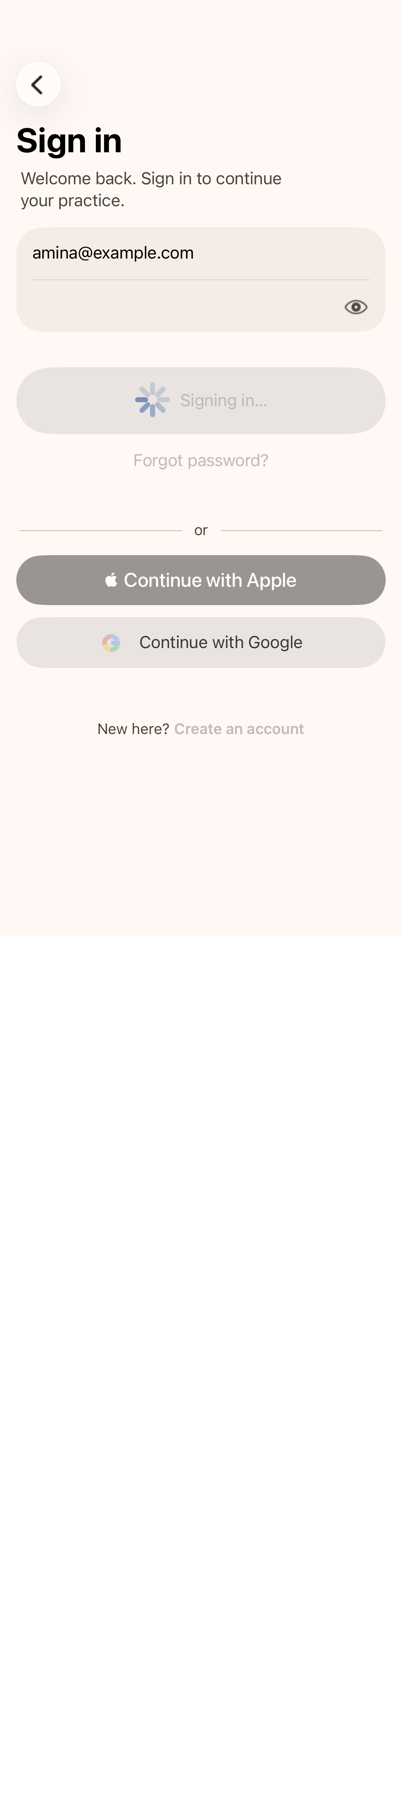 Sign in
Welcome back. Sign in to continue
your practice.
amina@example.com
Signing in...
Forgot password?
or
Continue with Apple
Continue with Google
New here? Create an account